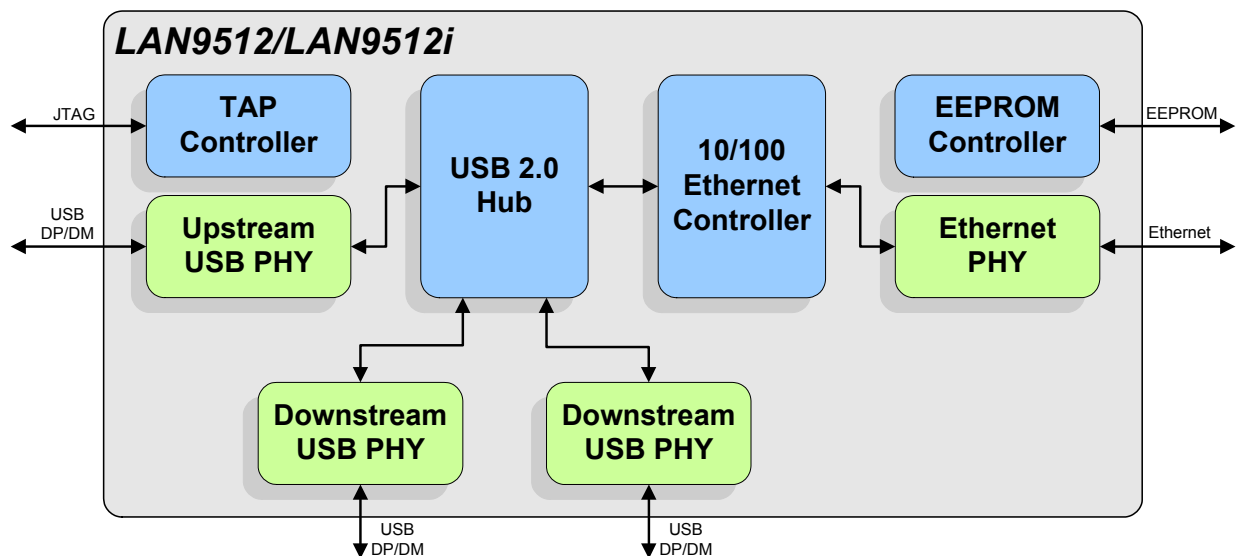 LAN9512/LAN9512i
JTAG
TAP
Controller
USB 2.0
Hub
10/100
Ethernet
Controller
EEPROM
Controller
EEPROM
USB
DP/DM
Upstream
USB PHY
Ethernet
PHY
Ethernet
Downstream
USB PHY
Downstream
USB PHY
USB
DP/DM
USB
DP/DM